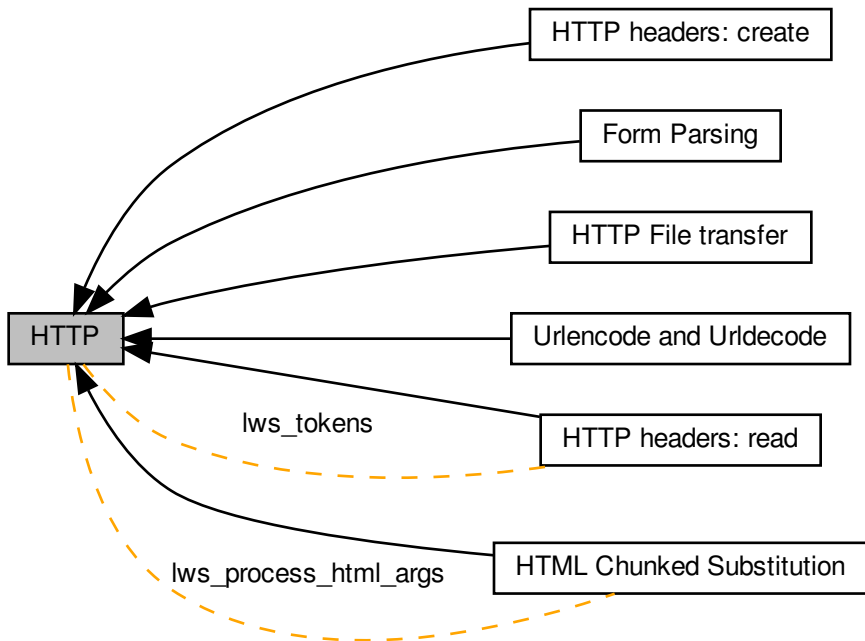 HTTP headers: create
Form Parsing
HTTP File transfer
HTTP
Urlencode and Urldecode
lws_tokens
HTTP headers: read
lws_process_html_args
HTML Chunked Substitution